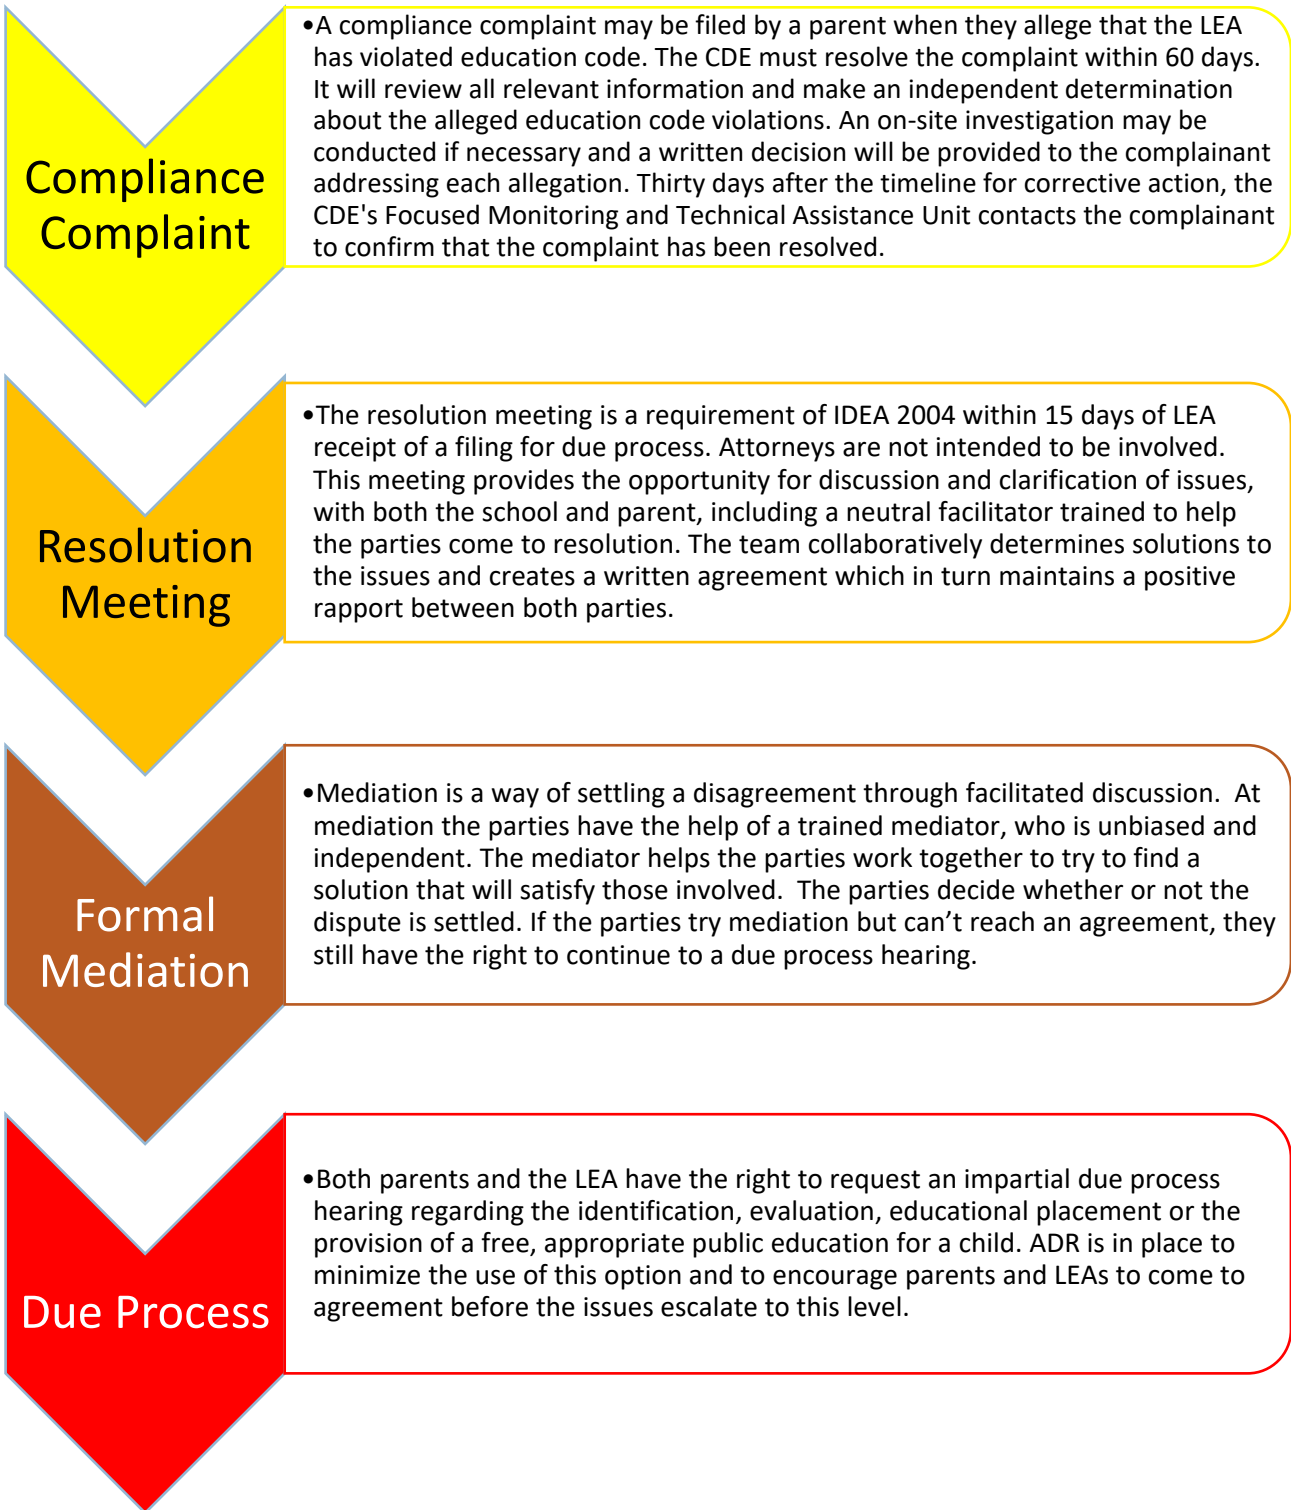 Compliance
Complaint
•A compliance complaint may be filed by a parent when they allege that the LEA
has violated education code. The CDE must resolve the complaint within 60 days.
It will review all relevant information and make an independent determination
about the alleged education code violations. An on-site investigation may be
conducted if necessary and a written decision will be provided to the complainant
addressing each allegation. Thirty days after the timeline for corrective action, the
CDE's Focused Monitoring and Technical Assistance Unit contacts the complainant
to confirm that the complaint has been resolved.
Resolution
Meeting
•The resolution meeting is a requirement of IDEA 2004 within 15 days of LEA
receipt of a filing for due process. Attorneys are not intended to be involved.
This meeting provides the opportunity for discussion and clarification of issues,
with both the school and parent, including a neutral facilitator trained to help
the parties come to resolution. The team collaboratively determines solutions to
the issues and creates a written agreement which in turn maintains a positive
rapport between both parties.
Formal
Mediation
•Mediation is a way of settling a disagreement through facilitated discussion.  At
mediation the parties have the help of a trained mediator, who is unbiased and
independent. The mediator helps the parties work together to try to find a
solution that will satisfy those involved.  The parties decide whether or not the
dispute is settled. If the parties try mediation but can’t reach an agreement, they
still have the right to continue to a due process hearing.
Due Process
•Both parents and the LEA have the right to request an impartial due process
hearing regarding the identification, evaluation, educational placement or the
provision of a free, appropriate public education for a child. ADR is in place to
minimize the use of this option and to encourage parents and LEAs to come to
agreement before the issues escalate to this level.